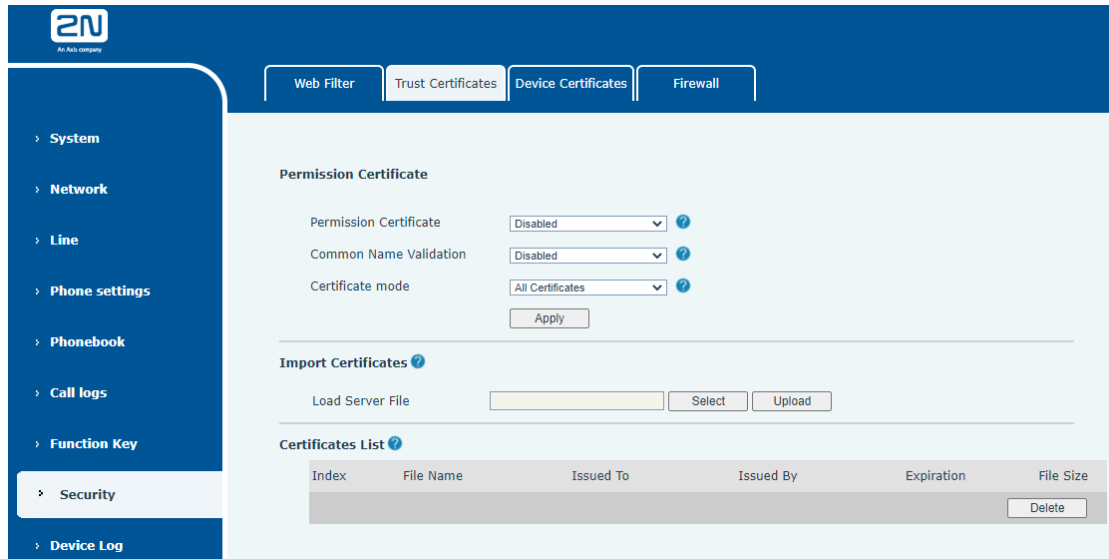 2N
An Axis company
Web Filter Trust Certificates Device Certificates Firewall
System
Network
Line
Phone settings
Phonebook
Call logs
Function Key
Security
Device Log
Permission Certificate
Permission Certificate Disabled ?
Common Name Validation Disabled ?
Certificate mode All Certificates ?
Apply
Import Certificates ?
Load Server File Select Upload
Certificates List ?
Index File Name Issued To Issued By Expiration File Size
Delete